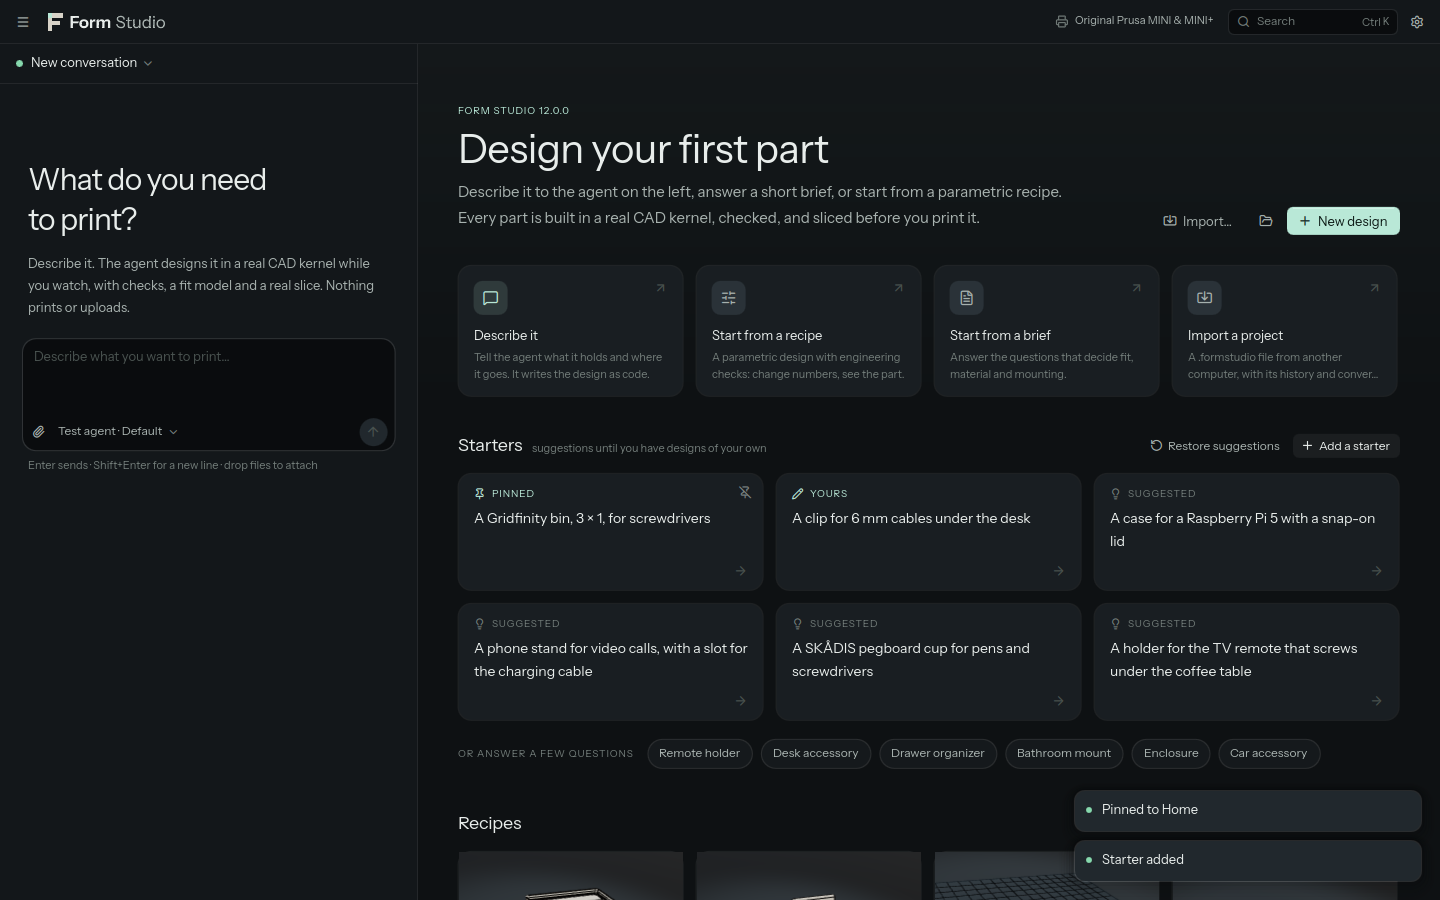 Form Studio
Original Prusa MINI & MINI+
Search
Ctrl K
New conversation
What do you need
to print?
Describe it. The agent designs it in a real CAD kernel while
you watch, with checks, a fit model and a real slice. Nothing
prints or uploads.
Describe what you want to print...
Test agent · Default
Enter sends · Shift+Enter for a new line · drop files to attach
FORM STUDIO 12.0.0
Design your first part
Describe it to the agent on the left, answer a short brief, or start from a parametric recipe.
Every part is built in a real CAD kernel, checked, and sliced before you print it.
Import...
New design
Describe it
Tell the agent what it holds and where
it goes. It writes the design as code.
Start from a recipe
A parametric design with engineering
checks: change numbers, see the part.
Start from a brief
Answer the questions that decide fit,
material and mounting.
Import a project
A .formstudio file from another
computer, with its history and conver...
Starters
suggestions until you have designs of your own
Restore suggestions
Add a starter
PINNED
A Gridfinity bin, 3 × 1, for screwdrivers
YOURS
A clip for 6 mm cables under the desk
SUGGESTED
A case for a Raspberry Pi 5 with a snap-on
lid
SUGGESTED
A phone stand for video calls, with a slot for
the charging cable
SUGGESTED
A SKÅDIS pegboard cup for pens and
screwdrivers
SUGGESTED
A holder for the TV remote that screws
under the coffee table
OR ANSWER A FEW QUESTIONS
Remote holder
Desk accessory
Drawer organizer
Bathroom mount
Enclosure
Car accessory
Recipes
Pinned to Home
Starter added